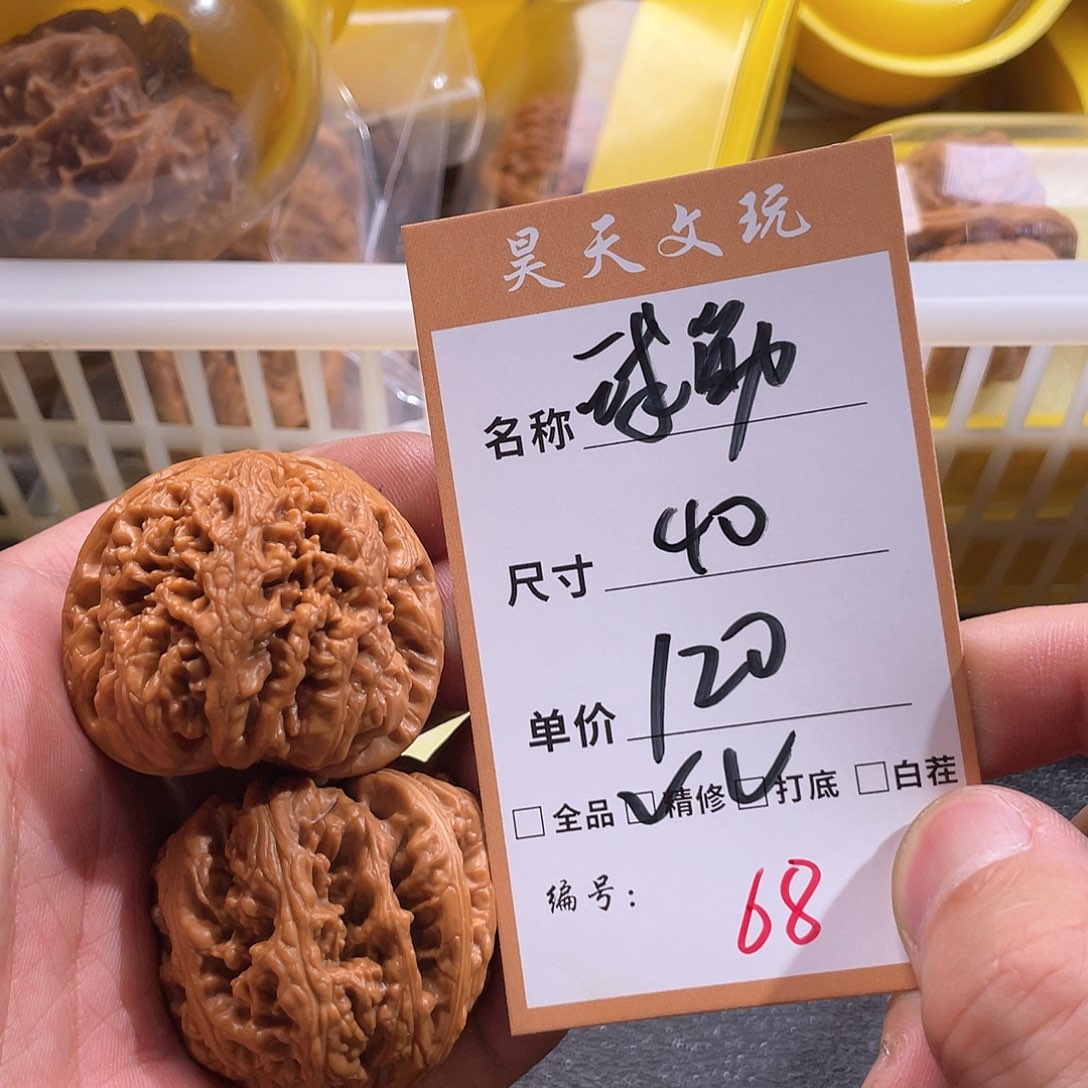 昊天文玩
名称
尺寸 40
单价 120
□ 全品 ☑ 精修 ☑ 打底 □ 白茬
编号： 68